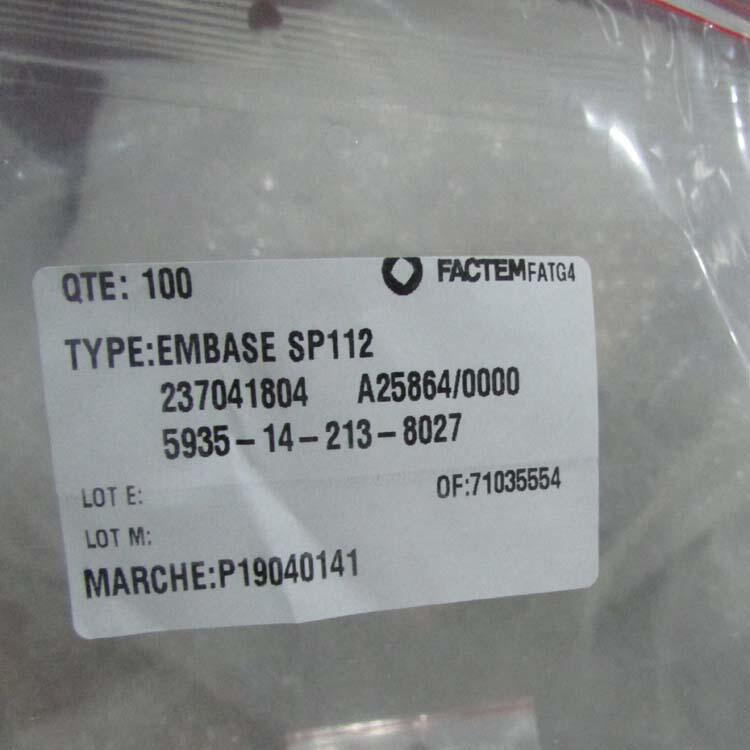 QTE: 100 FACTEM FATG4
TYPE:EMBASE SP112
237041804 A25864/0000
5935-14-213-8027
LOT E: OF:71035554
LOT M:
MARCHE:P19040141